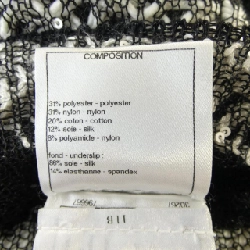 COMPOSITION
31% polyester - polyester
31% nylon - nylon
20% coton - cotton
12% soie - silk
6% polyamide - nylon
fond - underslip :
86% soie - silk
14% elasthanne - spandex